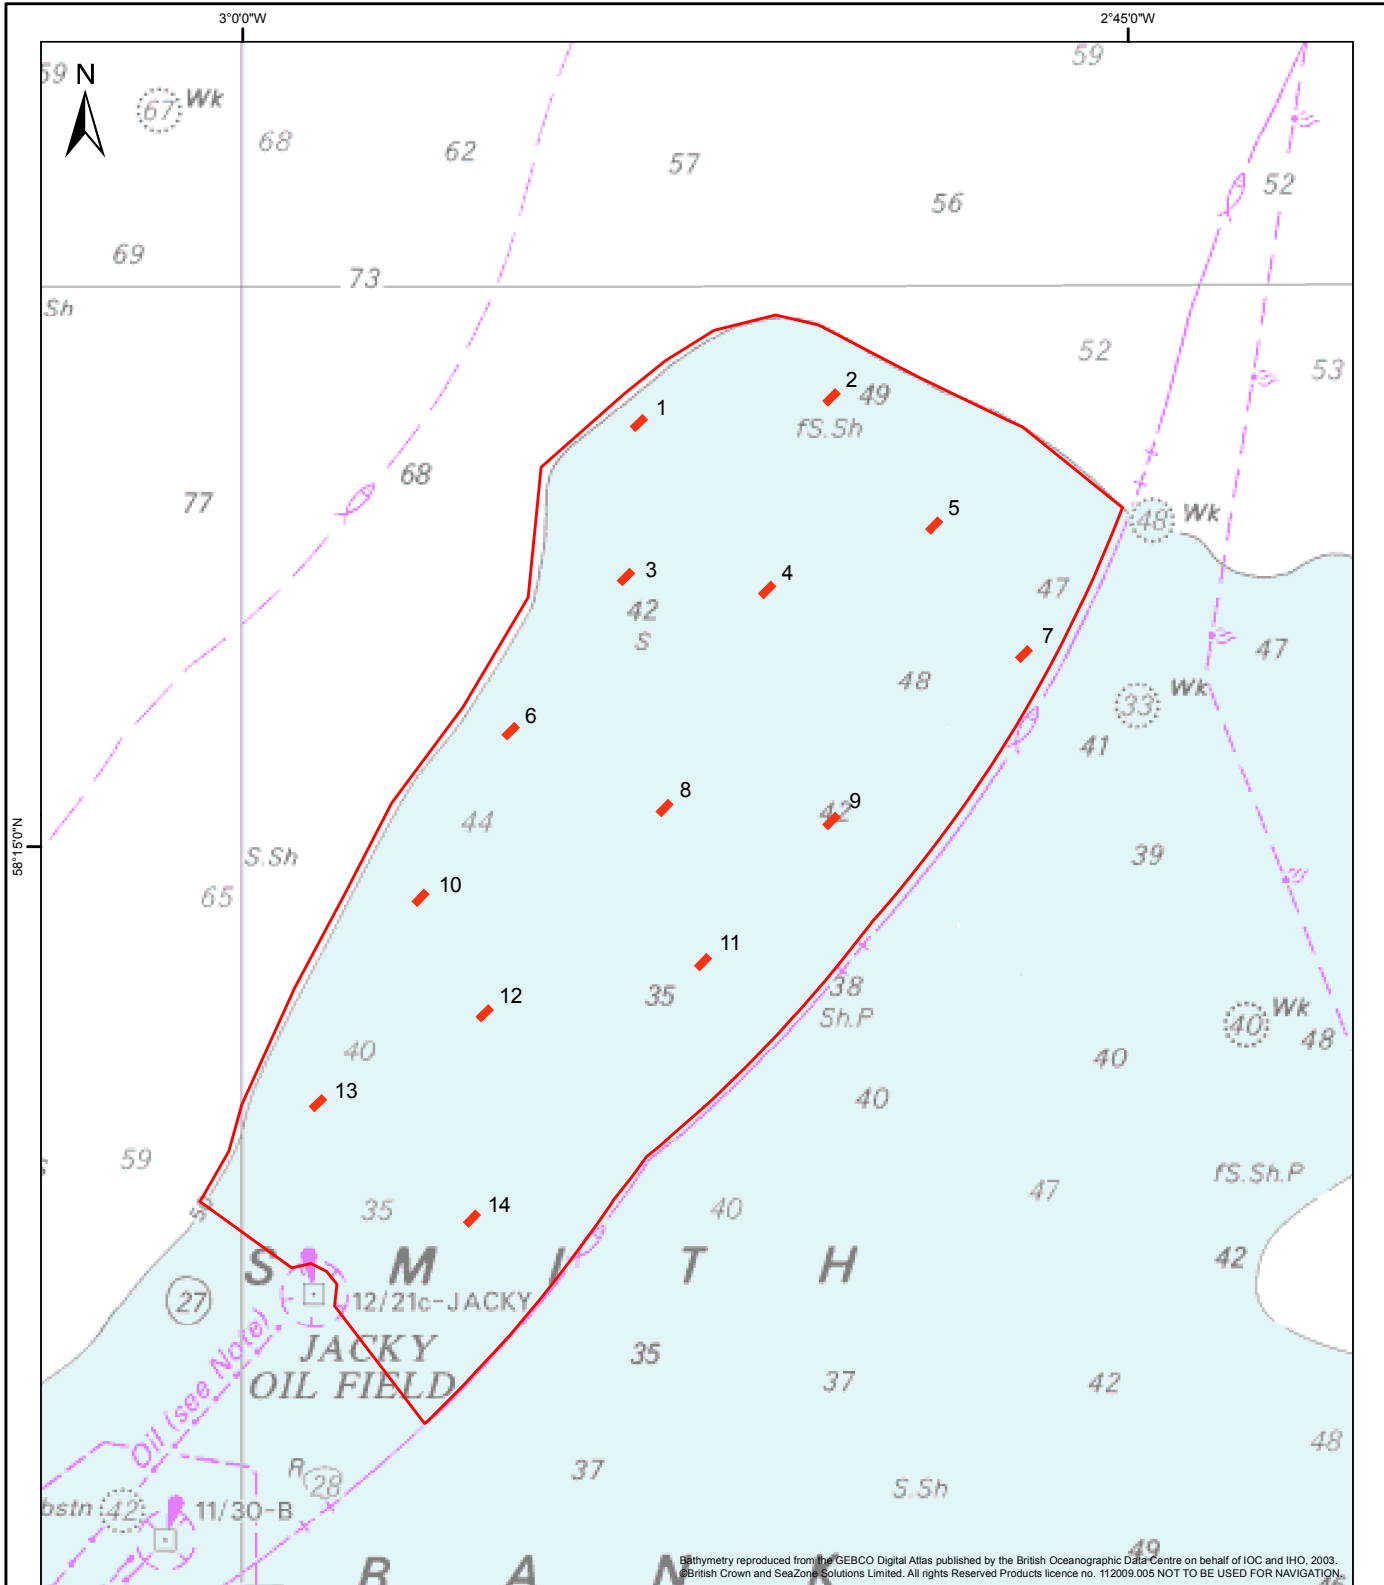 3°0'0"W 2°45'0"W
59 N 59
67 Wk
68 62 57 52
56
69
73
Sh
52 53
2 49
1 fS.Sh
68
77 5 48 Wk
3 4 47
42
S 7 47
48 33 Wk
6 41
8 9
44 42
58°15'0"N
S.Sh 39
65 10
11
35 38
12 Sh.P 40 Wk
40 48
40
13 40
59 fS.Sh.P
47
35 14 40
S M I T H 42
27 12/21c-JACKY
JACKY 35
OIL FIELD 37 42
Oil (see Note)
48
R 28 37
S.Sh
bstn 42 11/30-B
49
B A N K
Bathymetry reproduced from the GEBCO Digital Atlas published by the British Oceanographic Data Centre on behalf of IOC and IHO, 2003.
©British Crown and SeaZone Solutions Limited. All rights Reserved Products licence no. 112009.005 NOT TO BE USED FOR NAVIGATION.